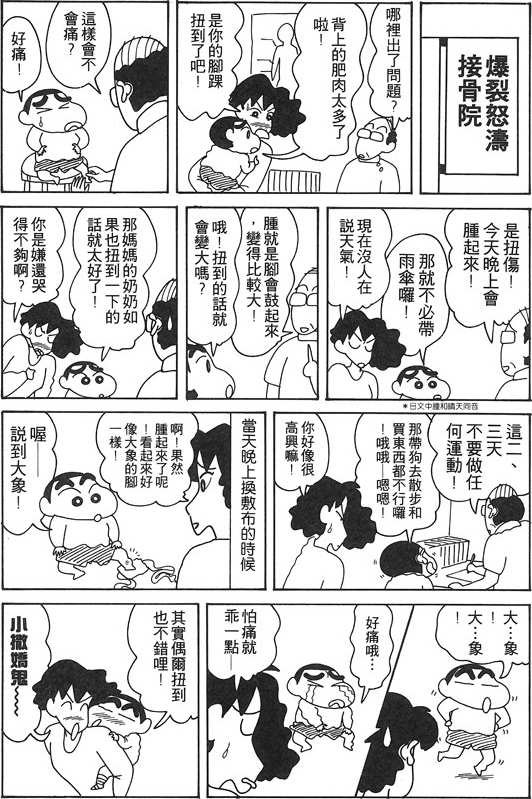 爆裂怒濤
接骨院
哪裡出了問題?
背上的肥肉太多了
啦!
是你的腳踝
扭到了吧!
這樣會不
會痛?
好痛!
是扭傷!
今天晚上會
腫起來!
那就不必帶
雨傘囉!
現在沒人在
說天氣!
*日文中腫和晴天同音
腫就是腳會鼓起來
,變得比較大!
哦!扭到的話就
會變大嗎?
那媽媽的奶奶如
果也扭到一下的
話就太好了!
你是嫌還哭
得不夠啊?
這二、
三天
不要做任
何運動!
那帶狗去散步和
買東西都不行囉
!哦哦—嗯嗯!
你好像很
高興嘛!
當天晚上換敷布的時候
啊!果然
腫起來了呢
!看起來好
像大象的腳
一樣!
喔——
說到大象!
大…象
!
大…象
!
好痛哦…
怕痛就
乖一點—
其實偶爾扭到
也不錯哩!
小撒嬌鬼~~